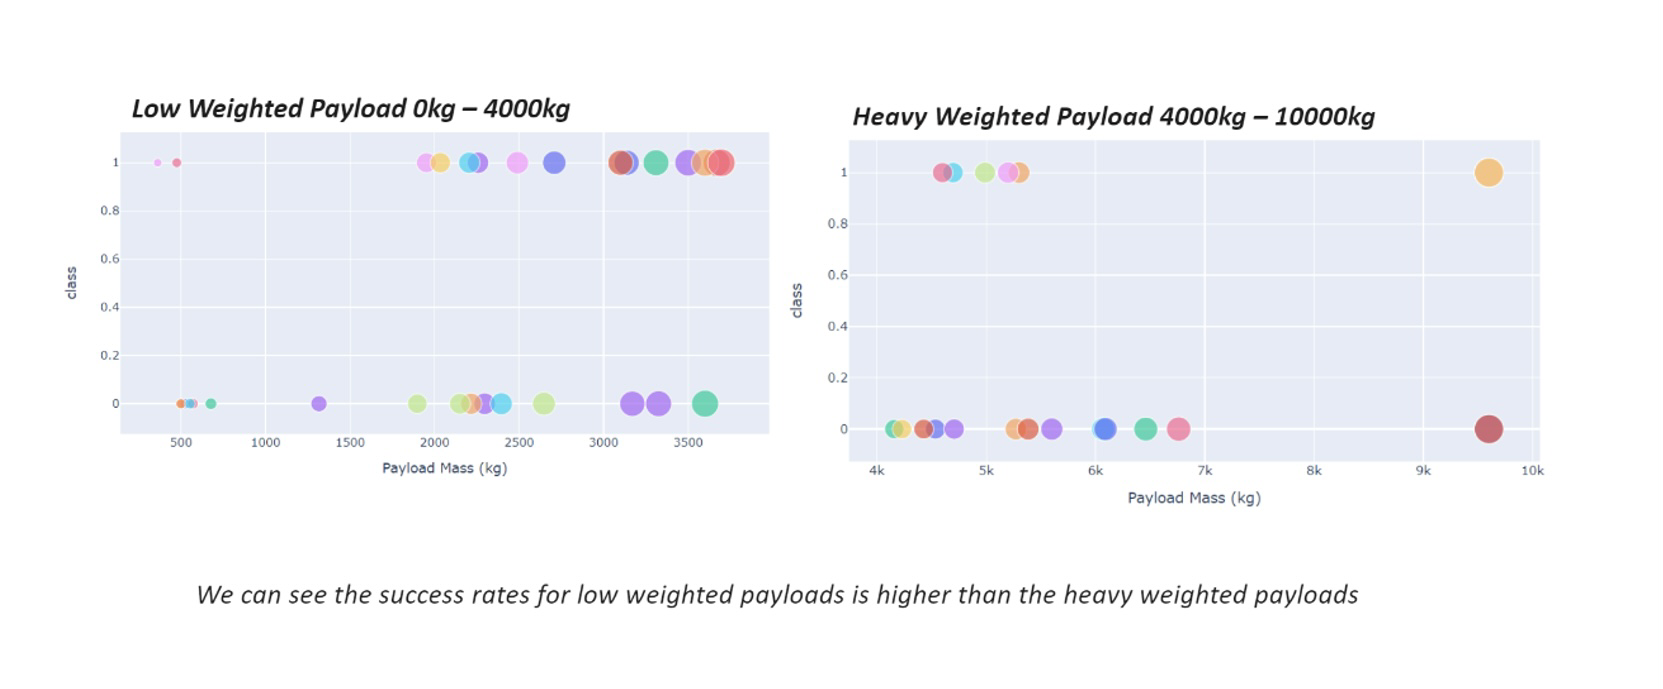 Low Weighted Payload 0kg – 4000kg
1
0.8
0.6
0.4
0.2
0
class
500 1000 1500 2000 2500 3000 3500
Payload Mass (kg)
Heavy Weighted Payload 4000kg – 10000kg
1
0.8
0.6
0.4
0.2
0
class
4k 5k 6k 7k 8k 9k 10k
Payload Mass (kg)
We can see the success rates for low weighted payloads is higher than the heavy weighted payloads